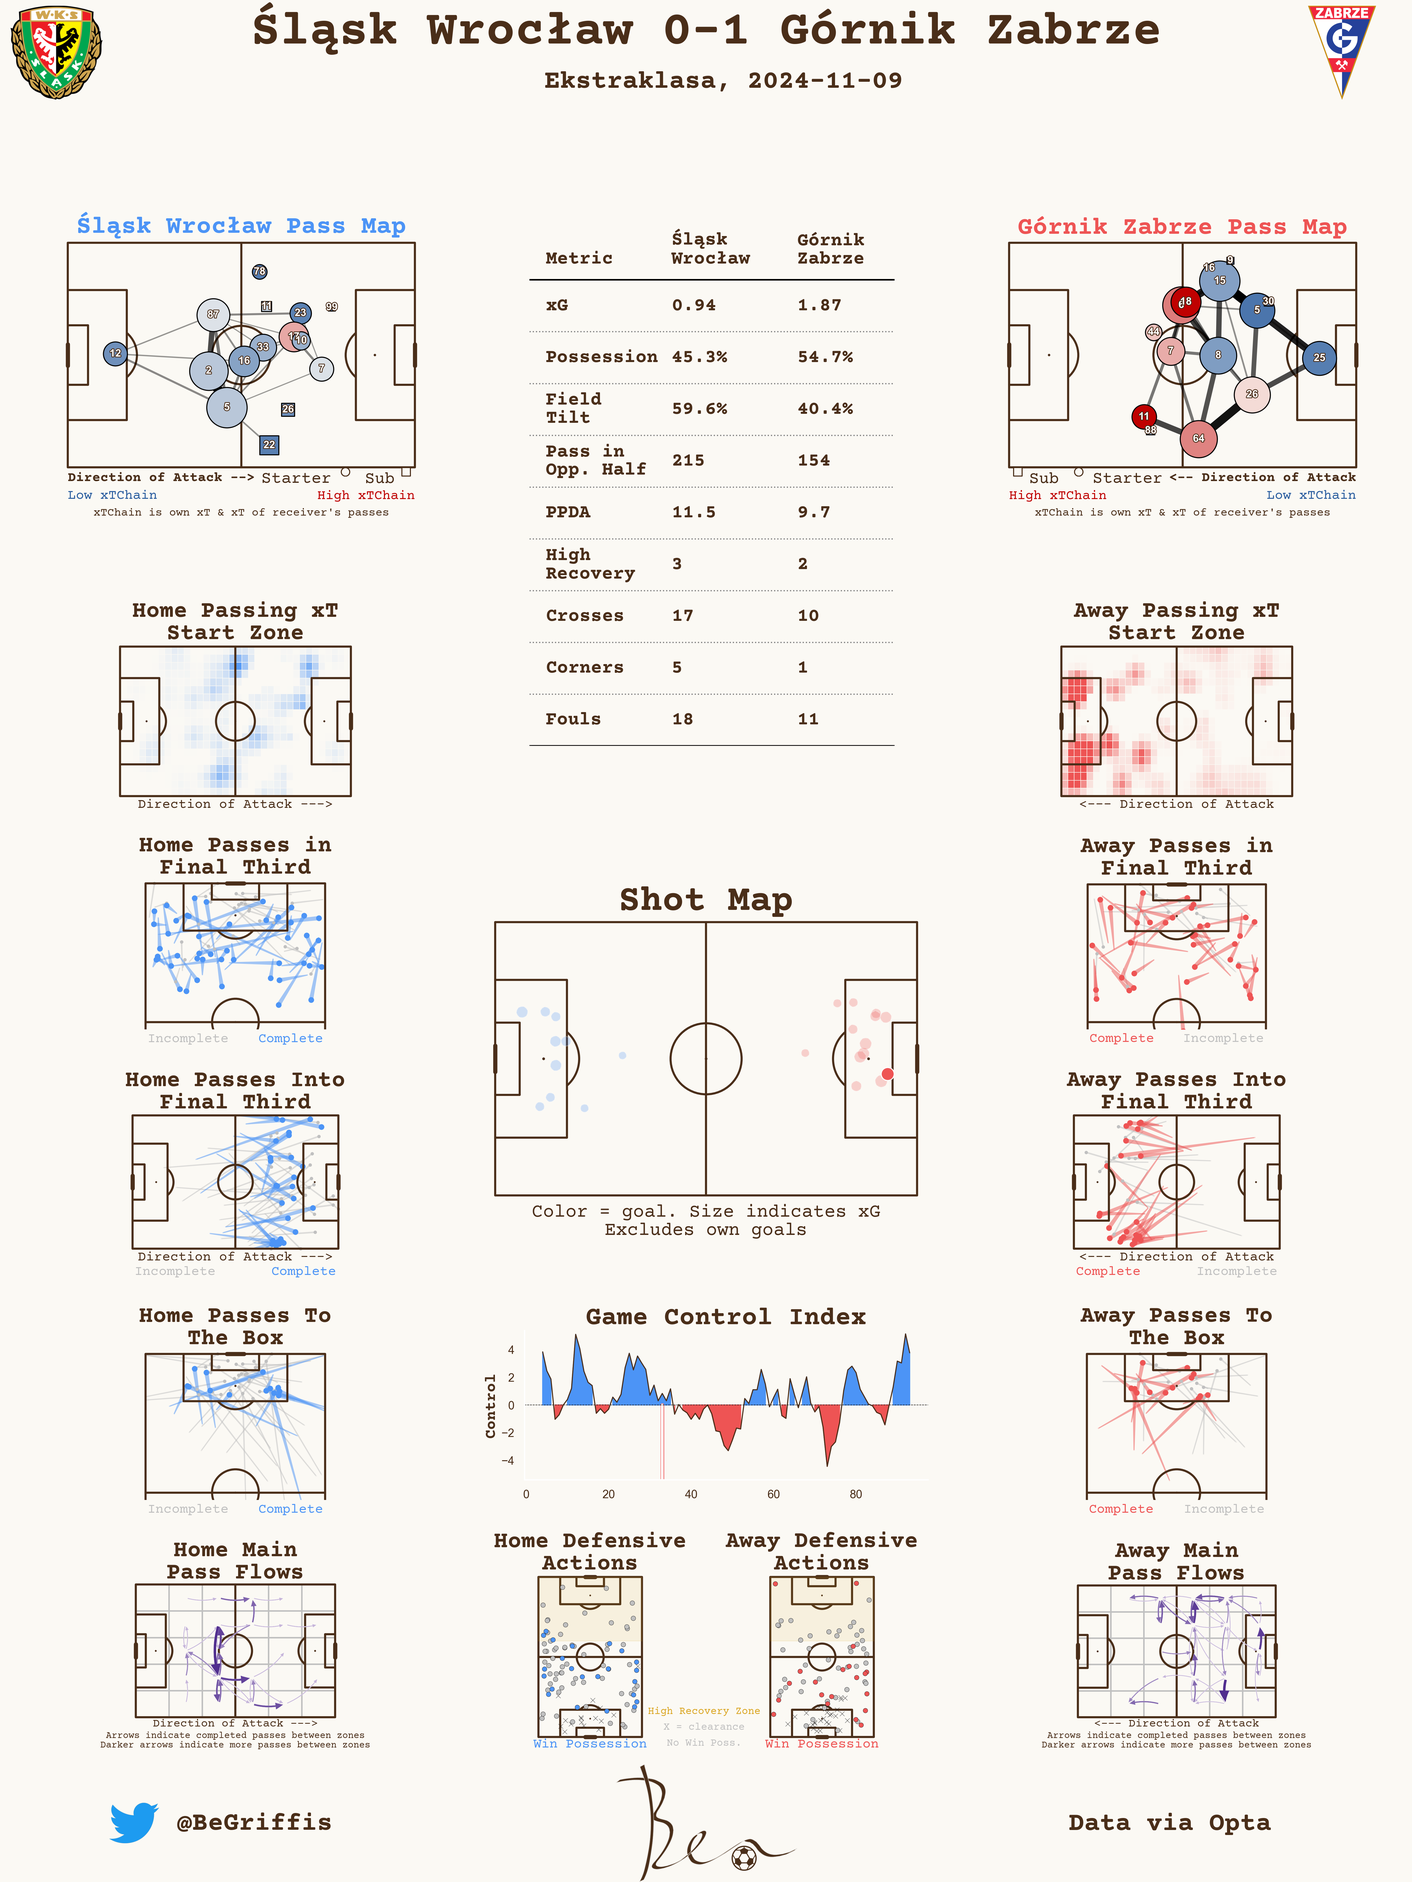 W·K·S
ŚLĄSK
Śląsk Wrocław 0-1 Górnik Zabrze
Ekstraklasa, 2024-11-09
ZABRZE
G
Śląsk Wrocław Pass Map
78
11
99
87
23
10
33
12
16
2
7
5
26
22
Direction of Attack --> Starter Sub
Low xTChain High xTChain
xTChain is own xT & xT of receiver's passes
Metric Śląsk Wrocław Górnik Zabrze
xG 0.94 1.87
Possession 45.3% 54.7%
Field Tilt 59.6% 40.4%
Pass in Opp. Half 215 154
PPDA 11.5 9.7
High Recovery 3 2
Crosses 17 10
Corners 5 1
Fouls 18 11
Górnik Zabrze Pass Map
9
16
15
18
30
5
44
7
8
25
26
11
88
64
Sub Starter <-- Direction of Attack
High xTChain Low xTChain
xTChain is own xT & xT of receiver's passes
Home Passing xT
Start Zone
Direction of Attack --->
Away Passing xT
Start Zone
<--- Direction of Attack
Home Passes in
Final Third
Incomplete Complete
Away Passes in
Final Third
Complete Incomplete
Shot Map
Color = goal. Size indicates xG
Excludes own goals
Home Passes Into
Final Third
Direction of Attack --->
Incomplete Complete
Away Passes Into
Final Third
<--- Direction of Attack
Complete Incomplete
Home Passes To
The Box
Incomplete Complete
Game Control Index
Control
4
2
0
−2
−4
0 20 40 60 80
Away Passes To
The Box
Complete Incomplete
Home Main
Pass Flows
Direction of Attack --->
Arrows indicate completed passes between zones
Darker arrows indicate more passes between zones
Home Defensive
Actions
Win Possession
High Recovery Zone
X = clearance
No Win Poss.
Away Defensive
Actions
Win Possession
Away Main
Pass Flows
<--- Direction of Attack
Arrows indicate completed passes between zones
Darker arrows indicate more passes between zones
@BeGriffis
Ben
Data via Opta